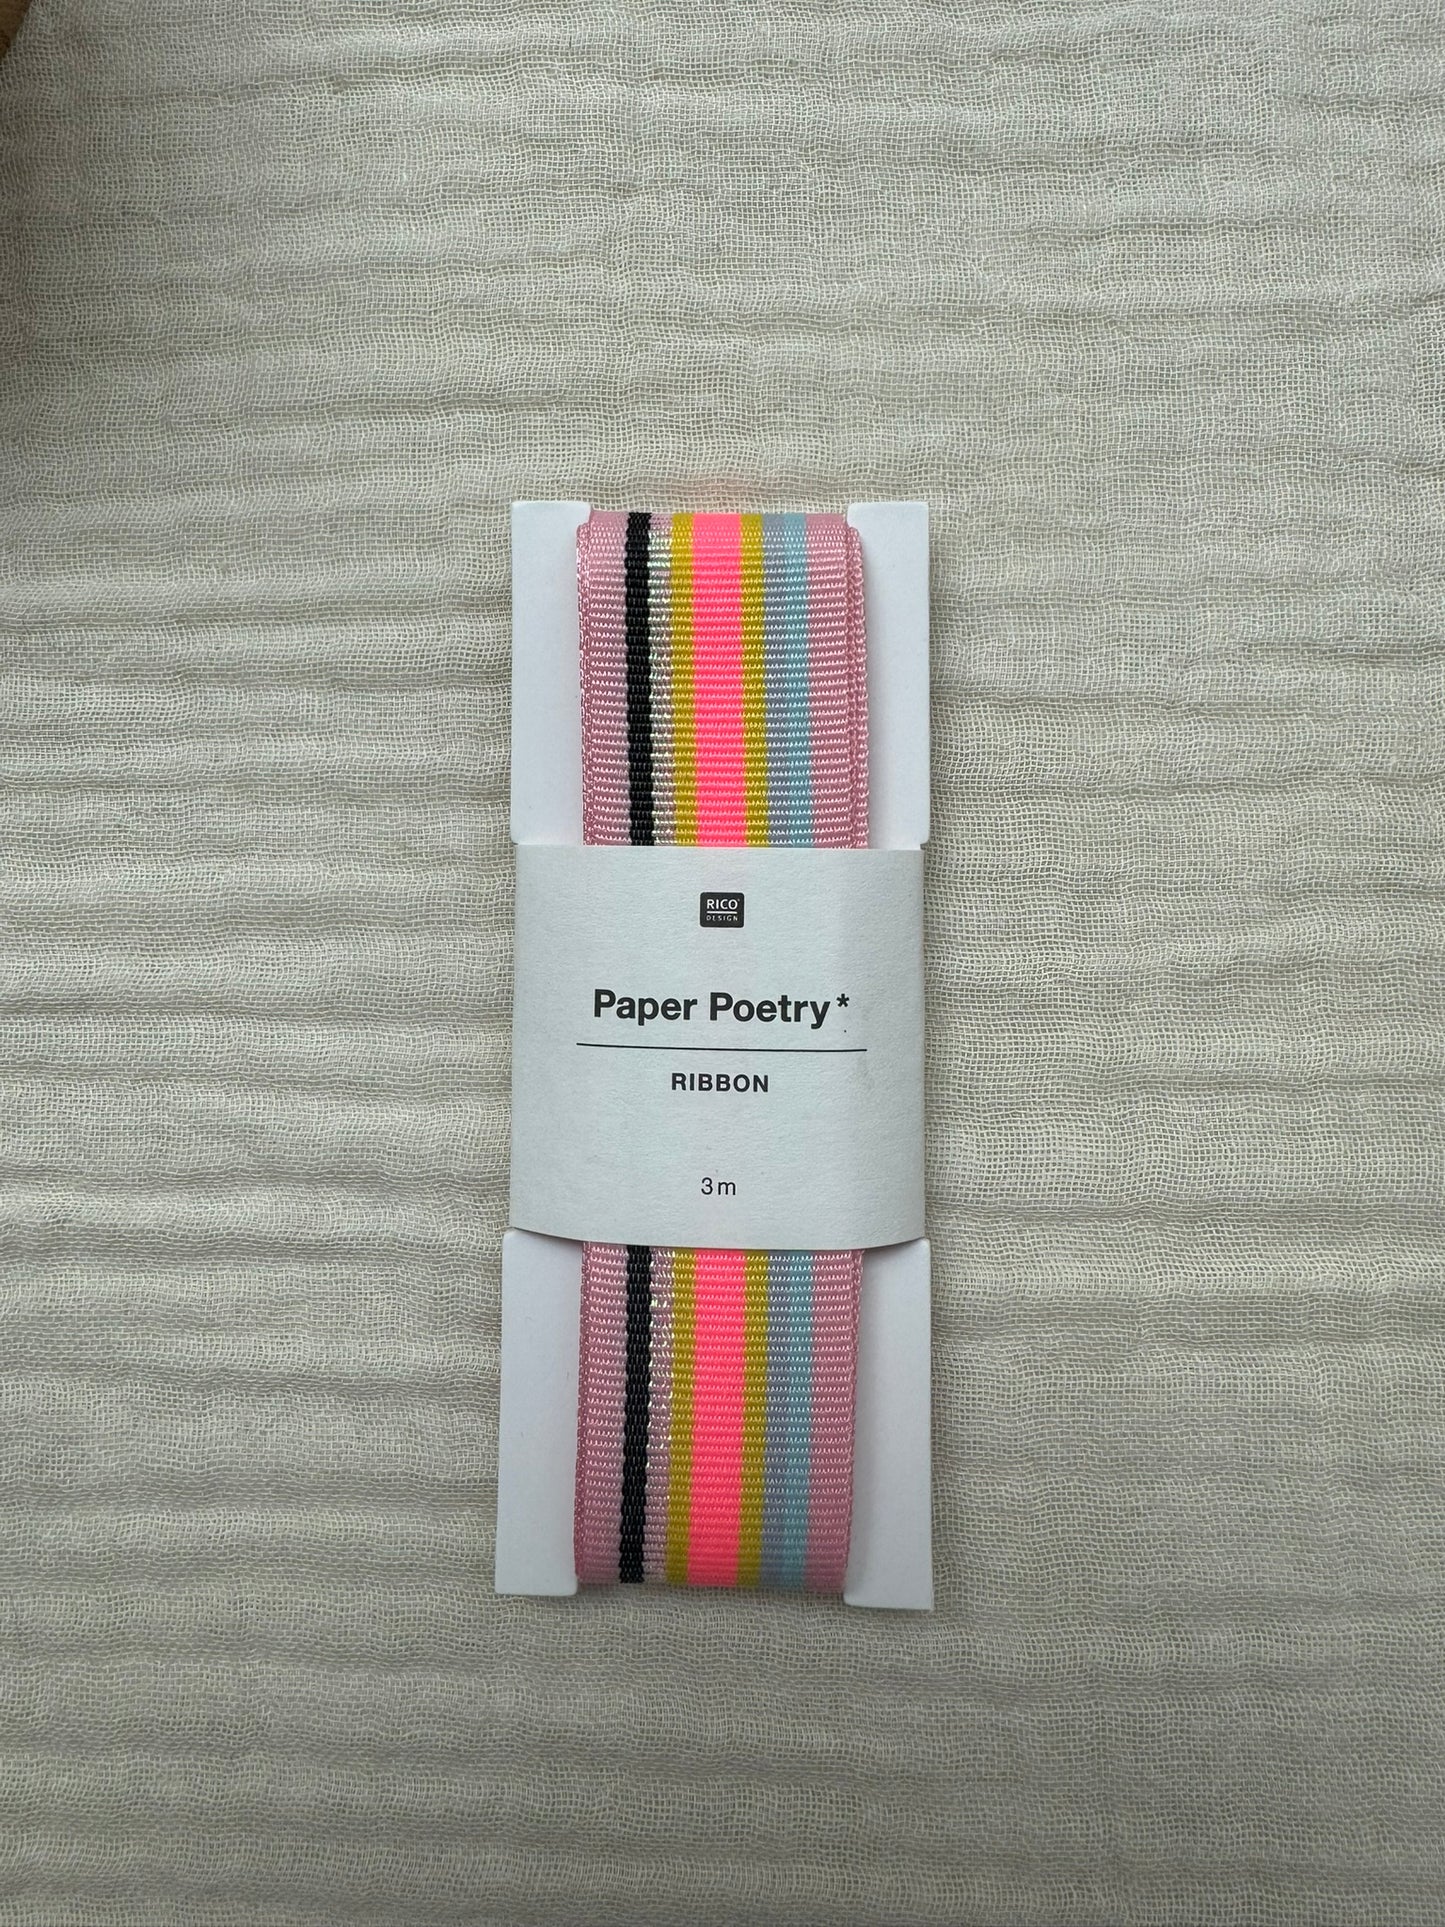 RICO
DESIGN
Paper Poetry*
RIBBON
3 m